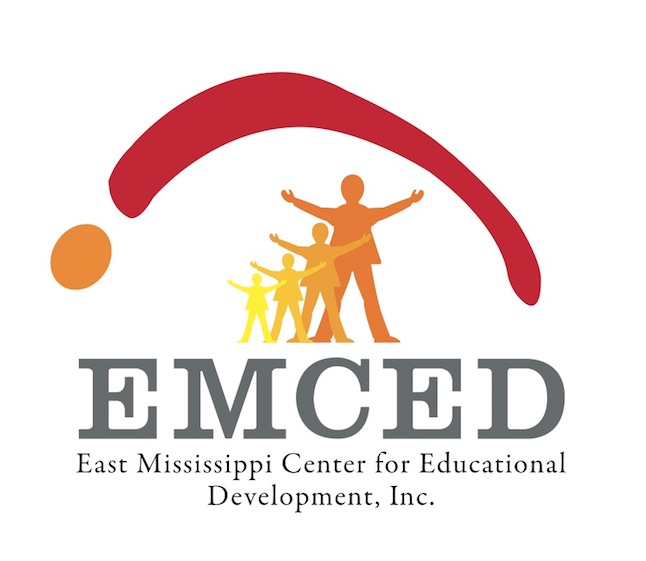 EMCED
East Mississippi Center for Educational
Development, Inc.